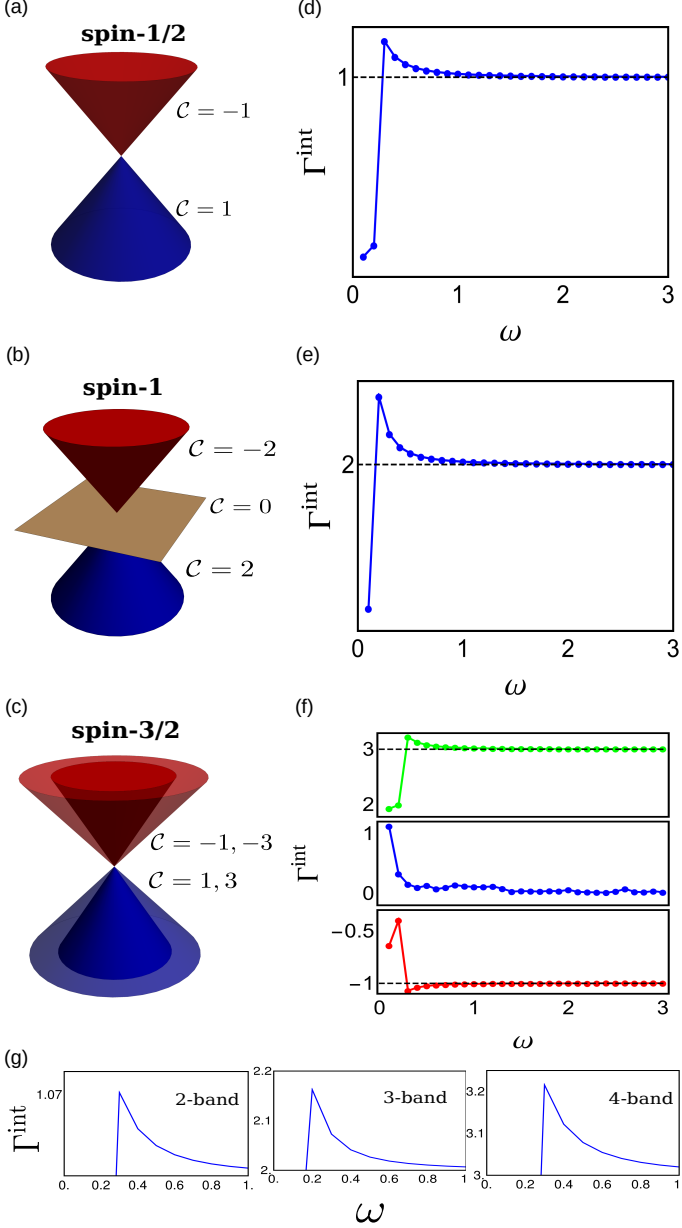 (a)
spin-1/2
𝒞 = −1
𝒞 = 1
(d)
1
Γint
0 1 2 3
ω
(b)
spin-1
𝒞 = −2
𝒞 = 0
𝒞 = 2
(e)
2
Γint
0 1 2 3
ω
(c)
spin-3/2
𝒞 = −1, −3
𝒞 = 1, 3
(f)
3
2
1
0
−0.5
−1
Γint
0 1 2 3
ω
(g)
Γint
1.07
2-band
0. 0.2 0.4 0.6 0.8 1.
2.2
2.1
2.
3-band
0. 0.2 0.4 0.6 0.8 1.
3.2
3.1
3.
4-band
0. 0.2 0.4 0.6 0.8 1.
ω